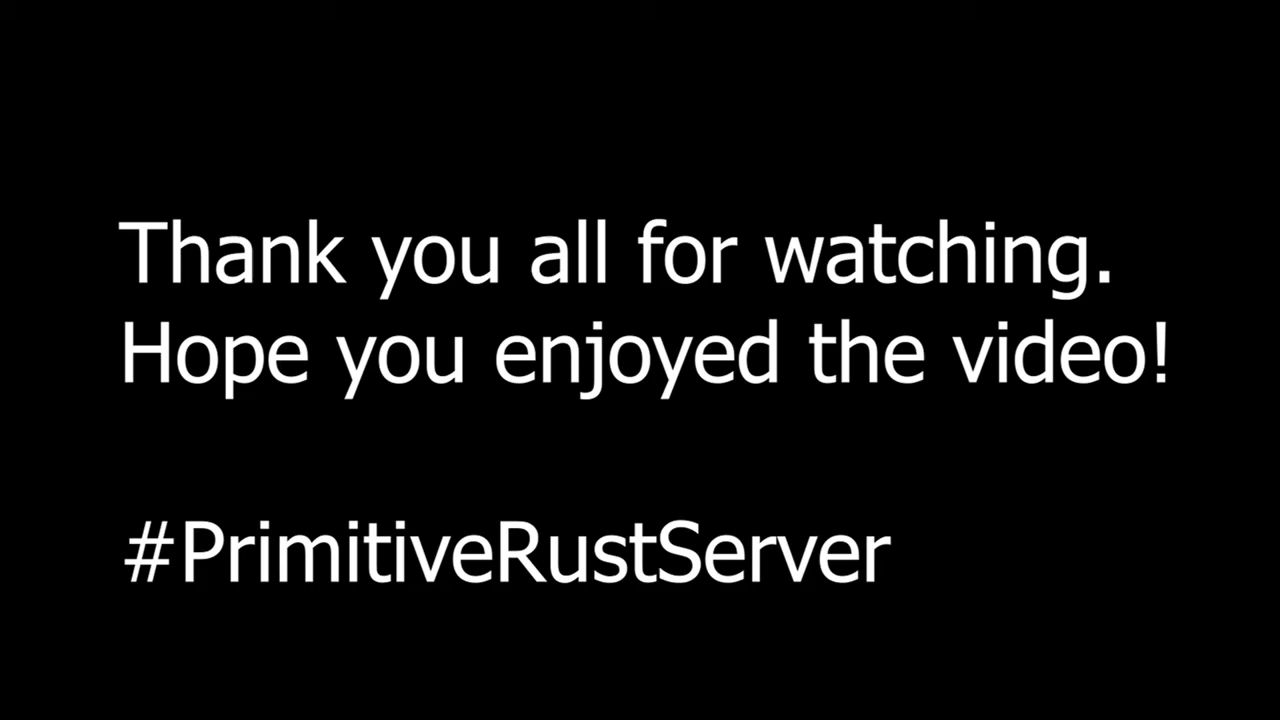 Thank you all for watching.
Hope you enjoyed the video!
#PrimitiveRustServer